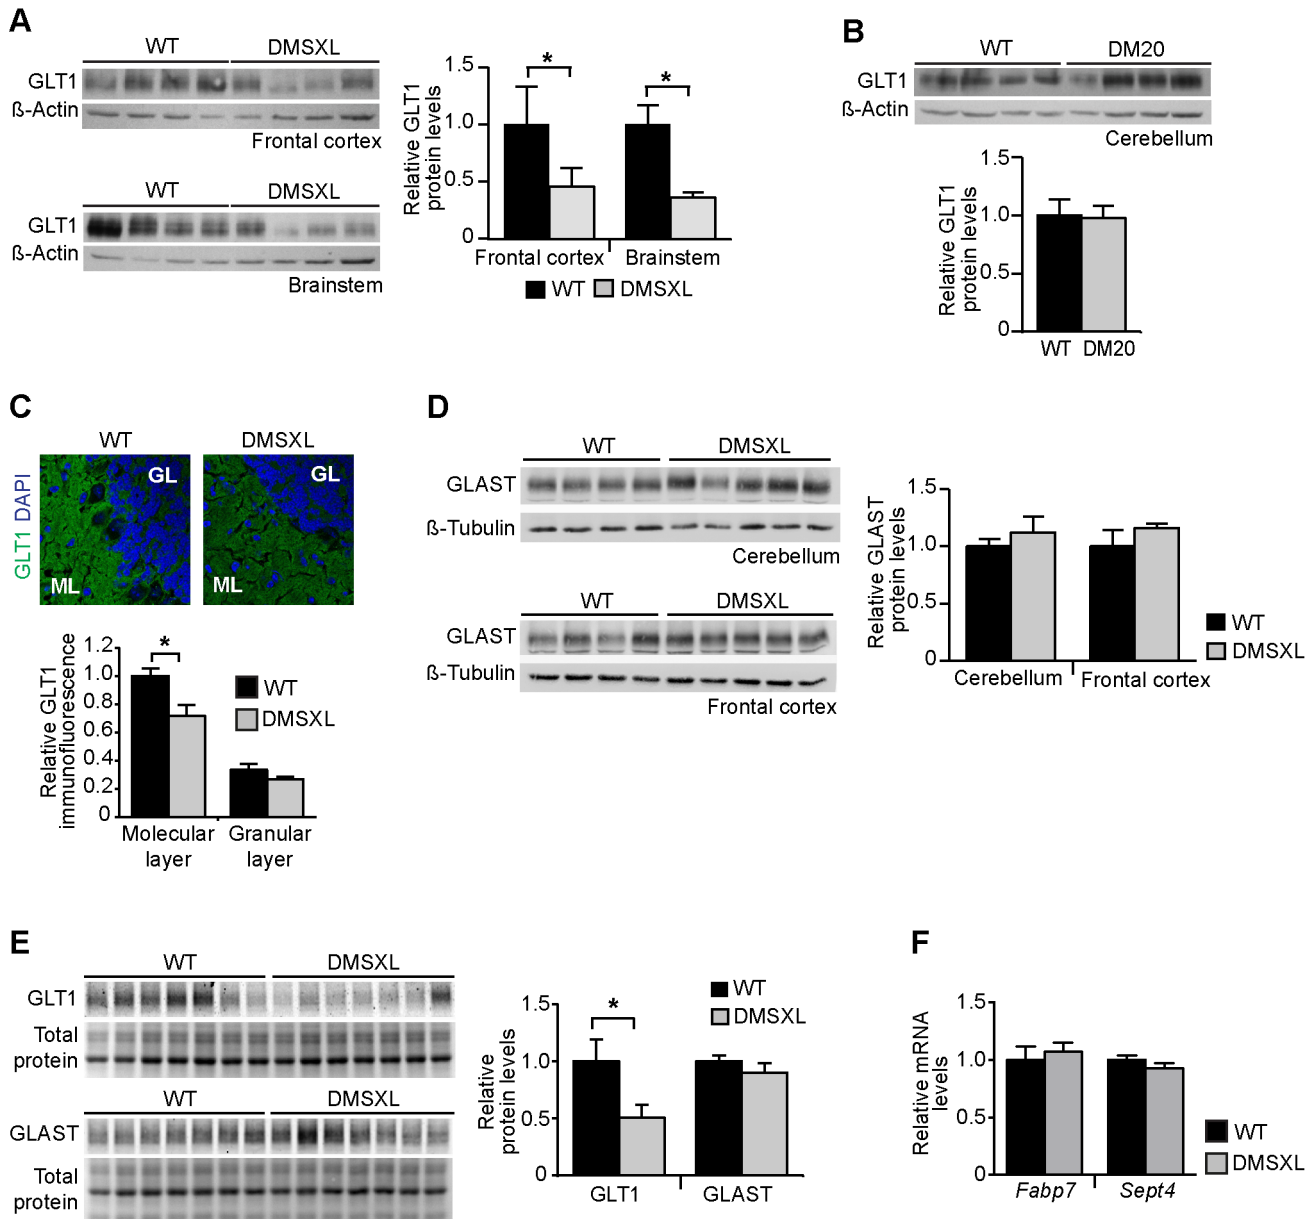 A
WT DMSXL
GLT1
ß-Actin
Frontal cortex
WT DMSXL
GLT1
ß-Actin
Brainstem
Relative GLT1
protein levels
1.5
1.0
0.5
0
*
*
Frontal cortex Brainstem
WT DMSXL
B
WT DM20
GLT1
ß-Actin
Cerebellum
Relative GLT1
protein levels
1.5
1.0
0.5
0
WT DM20
C
WT DMSXL
GLT1 DAPI
GL
ML
GL
ML
Relative GLT1
immunofluorescence
1.2
1.0
0.8
0.6
0.4
0.2
0
*
WT
DMSXL
Molecular
layer
Granular
layer
D
WT DMSXL
GLAST
ß-Tubulin
Cerebellum
WT DMSXL
GLAST
ß-Tubulin
Frontal cortex
Relative GLAST
protein levels
1.5
1.0
0.5
0
Cerebellum Frontal cortex
WT
DMSXL
E
WT DMSXL
GLT1
Total
protein
WT DMSXL
GLAST
Total
protein
Relative
protein levels
1.5
1.0
0.5
0
*
WT
DMSXL
GLT1 GLAST
F
Relative mRNA
levels
1.5
1.0
0.5
0
Fabp7 Sept4
WT
DMSXL